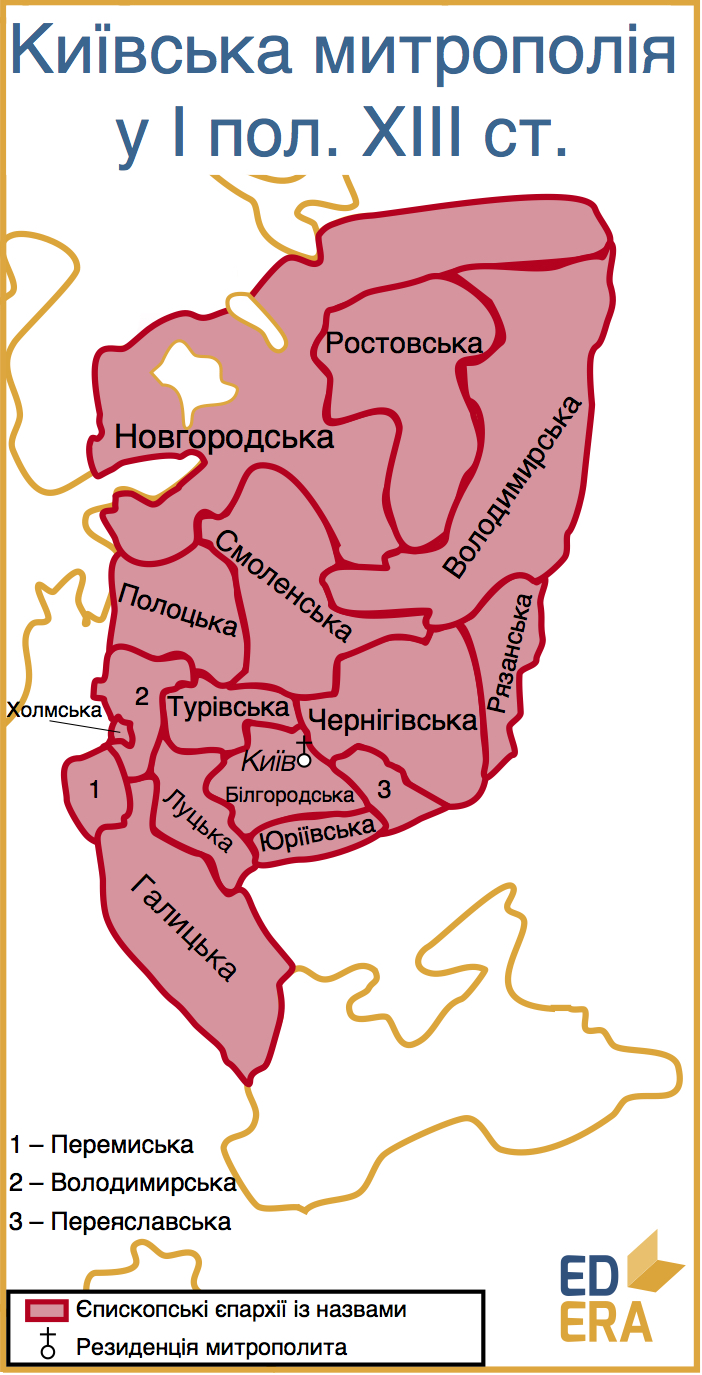 Київська митрополія
у І пол. XIII ст.
Ростовська
Новгородська
Володимирська
Смоленська
Полоцька
Рязанська
2
Холмська
Турівська
Чернігівська
Київ
1
3
Білгородська
Луцька
Юріївська
Галицька
1 – Перемиська
2 – Володимирська
3 – Переяславська
Єпископські єпархії із назвами
Резиденція митрополита
ED
ERA